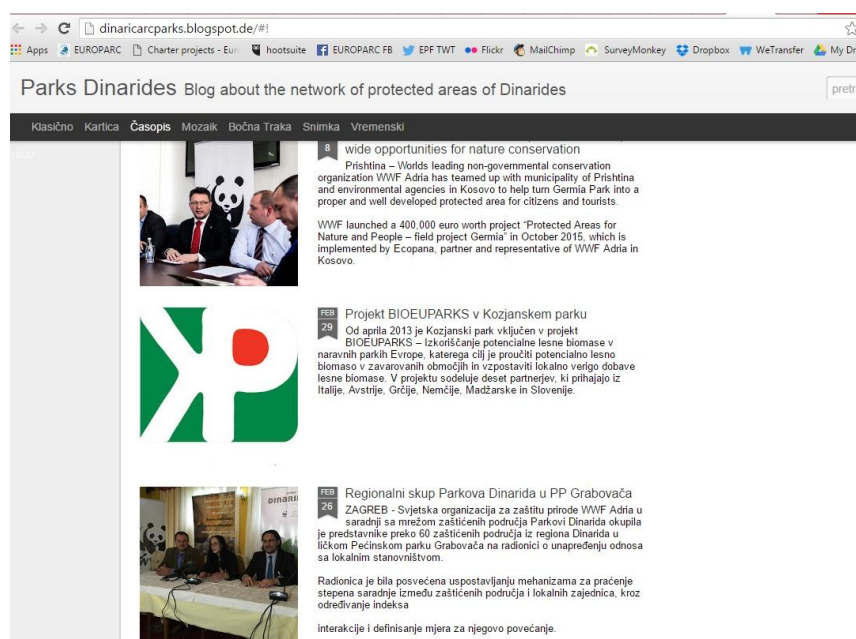 dinaricarcparks.blogspot.de/#!
Apps EUROPARC Charter projects - Eur hootsuite EUROPARC FB EPF TWT Flickr MailChimp SurveyMonkey Dropbox WeTransfer My Dr
Parks Dinarides Blog about the network of protected areas of Dinarides
pretr
Klasično Kartica Časopis Mozaik Bočna Traka Snimka Vremenski
8
wide opportunities for nature conservation
Prishtina – Worlds leading non-governmental conservation
organization WWF Adria has teamed up with municipality of Prishtina
and environmental agencies in Kosovo to help turn Germia Park into a
proper and well developed protected area for citizens and tourists.
WWF launched a 400,000 euro worth project “Protected Areas for
Nature and People – field project Germia” in October 2015, which is
implemented by Ecopana, partner and representative of WWF Adria in
Kosovo.
KP
FEB
29
Projekt BIOEUPARKS v Kozjanskem parku
Od aprila 2013 je Kozjanski park vključen v projekt
BIOEUPARKS – Izkoriščanje potencialne lesne biomase v
naravnih parkih Evrope, katerega cilj je proučiti potencialno lesno
biomaso v zavarovanih območjih in vzpostaviti lokalno verigo dobave
lesne biomase. V projektu sodeluje deset partnerjev, ki prihajajo iz
Italije, Avstrije, Grčije, Nemčije, Madžarske in Slovenije.
FEB
26
Regionalni skup Parkova Dinarida u PP Grabovača
ZAGREB - Svjetska organizacija za zaštitu prirode WWF Adria u
saradnji sa mrežom zaštićenih područja Parkovi Dinarida okupila
je predstavnike preko 60 zaštićenih područja iz regiona Dinarida u
ličkom Pećinskom parku Grabovača na radionici o unapređenju odnosa
sa lokalnim stanovništvom.
Radionica je bila posvećena uspostavljanju mehanizama za praćenje
stepena saradnje između zaštićenih područja i lokalnih zajednica, kroz
određivanje indeksa
interakcije i definisanje mjera za njegovo povećanje.